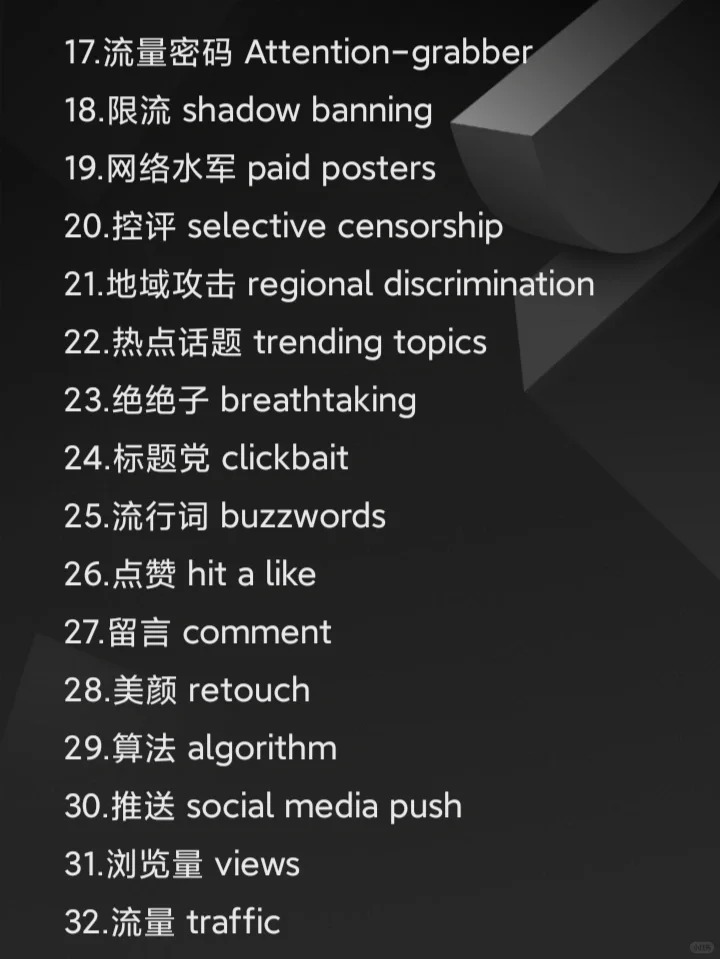 17.流量密码 Attention-grabber
18.限流 shadow banning
19.网络水军 paid posters
20.控评 selective censorship
21.地域攻击 regional discrimination
22.热点话题 trending topics
23.绝绝子 breathtaking
24.标题党 clickbait
25.流行词 buzzwords
26.点赞 hit a like
27.留言 comment
28.美颜 retouch
29.算法 algorithm
30.推送 social media push
31.浏览量 views
32.流量 traffic